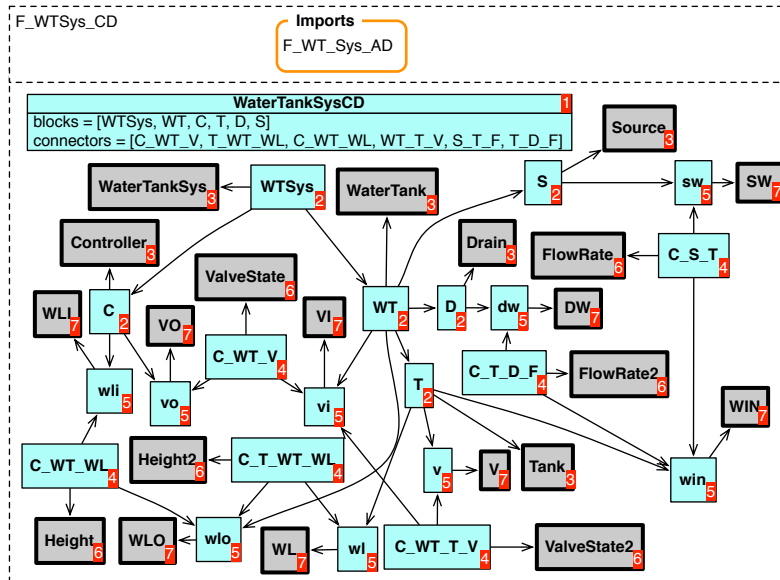 F_WTSys_CD
Imports
F_WT_Sys_AD
WaterTankSysCD 1
blocks = [WTSys, WT, C, T, D, S]
connectors = [C_WT_V, T_WT_WL, C_WT_WL, WT_T_V, S_T_F, T_D_F]
Source 3
WaterTankSys 3
WTSys 2
WaterTank 3
S 2
sw 5
SW 7
Controller 3
ValveState 6
Drain 3
FlowRate 6
C_S_T 4
WLI 7
C 2
VO 7
VI 7
WT 2
D 2
dw 5
DW 7
C_WT_V 4
wli 5
vo 5
vi 5
T 2
C_T_D_F 4
FlowRate2 6
WIN 7
C_WT_WL 4
Height2 6
C_T_WT_WL 4
v 5
V 7
Tank 3
win 5
Height 6
WLO 7
wlo 5
WL 7
wl 5
C_WT_T_V 4
ValveState2 6